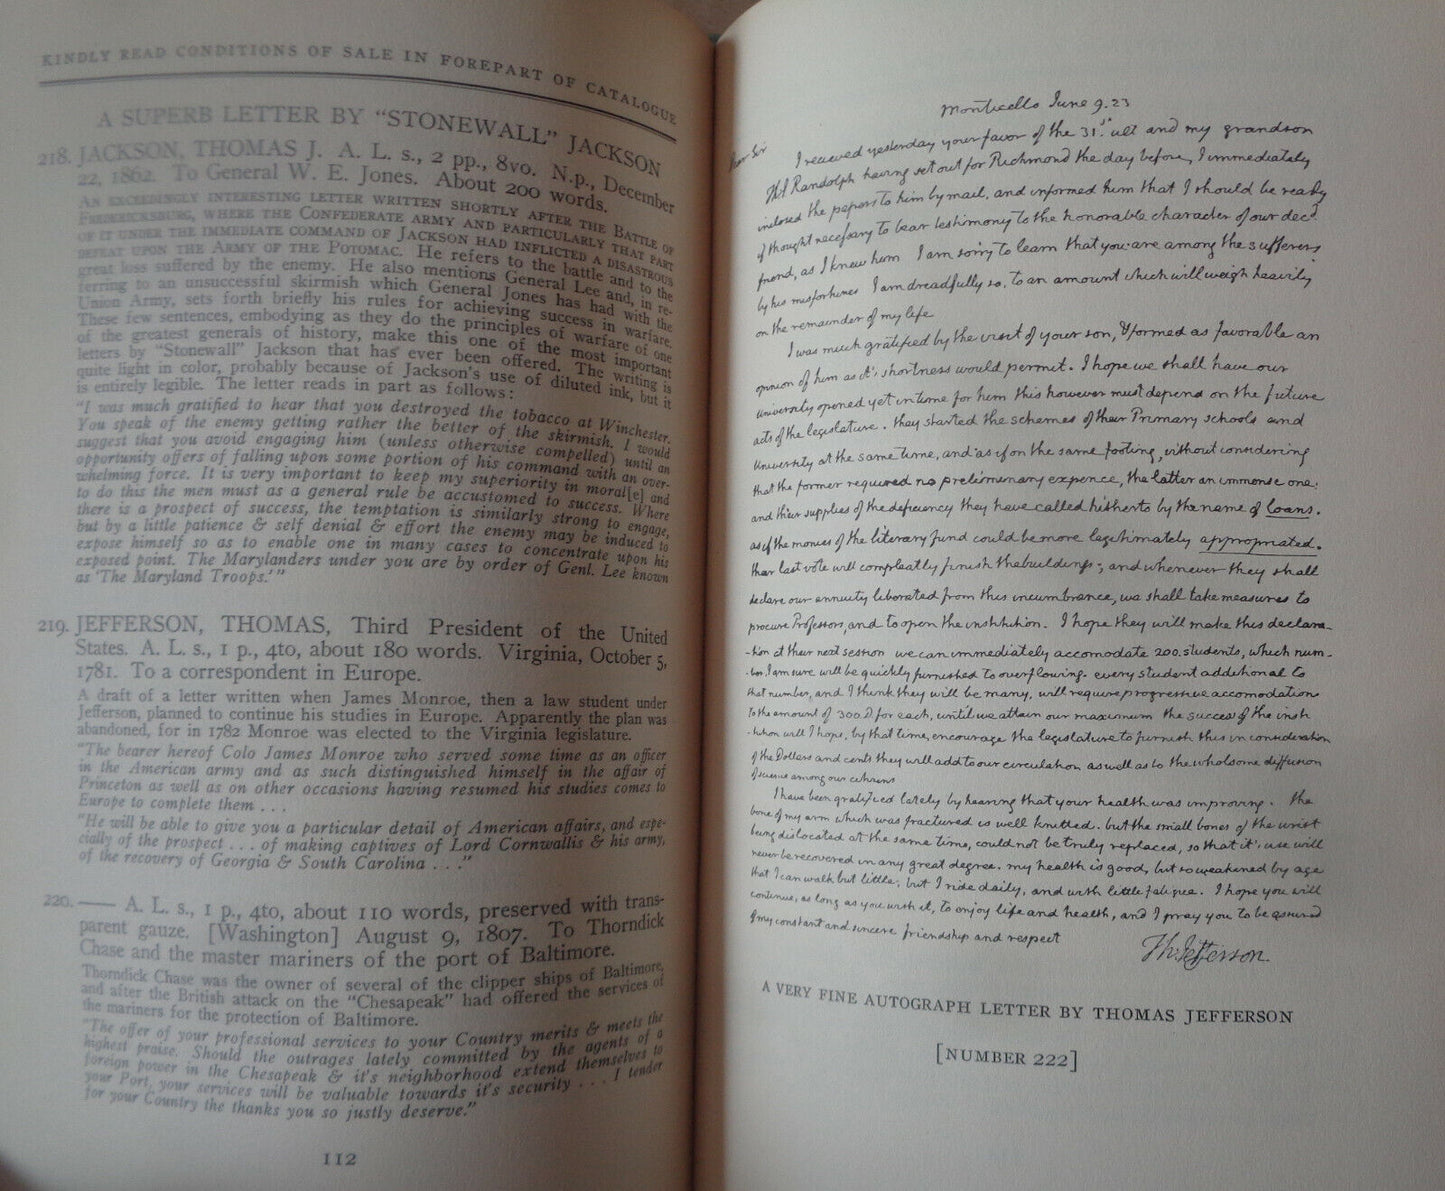 KINDLY READ CONDITIONS OF SALE IN FOREPART OF CATALOGUE
A SUPERB LETTER BY “STONEWALL” JACKSON
218. JACKSON, THOMAS J. A. L. s., 2 pp., 8vo. N.p., December
22, 1862. To General W. E. Jones. About 200 words.
AN EXCEEDINGLY INTERESTING LETTER WRITTEN SHORTLY AFTER THE BATTLE OF
FREDERICKSBURG, WHERE THE CONFEDERATE ARMY AND PARTICULARLY THAT PART
OF IT UNDER THE IMMEDIATE COMMAND OF JACKSON HAD INFLICTED A DISASTROUS
DEFEAT UPON THE ARMY OF THE POTOMAC. He refers to the battle and to the
great loss suffered by the enemy. He also mentions General Lee and, in re-
ferring to an unsuccessful skirmish which General Jones has had with the
Union Army, sets forth briefly his rules for achieving success in warfare.
These few sentences, embodying as they do the principles of warfare of one
of the greatest generals of history, make this one of the most important
letters by “Stonewall” Jackson that has ever been offered. The writing is
quite light in color, probably because of Jackson's use of diluted ink, but it
is entirely legible. The letter reads in part as follows:
“I was much gratified to hear that you destroyed the tobacco at Winchester.
You speak of the enemy getting rather the better of the skirmish. I would
suggest that you avoid engaging him (unless otherwise compelled) until an
opportunity offers of falling upon some portion of his command with an over-
whelming force. It is very important to keep my superiority in moral[e] and
to do this the men must as a general rule be accustomed to success. Where
there is a prospect of success, the temptation is similarly strong to engage,
but by a little patience & self denial & effort the enemy may be induced to
expose himself so as to enable one in many cases to concentrate upon his
exposed point. The Marylanders under you are by order of Genl. Lee known
as ‘The Maryland Troops.’”
219. JEFFERSON, THOMAS, Third President of the United
States. A. L. s., 1 p., 4to, about 180 words. Virginia, October 5,
1781. To a correspondent in Europe.
A draft of a letter written when James Monroe, then a law student under
Jefferson, planned to continue his studies in Europe. Apparently the plan was
abandoned, for in 1782 Monroe was elected to the Virginia legislature.
“The bearer hereof Colo James Monroe who served some time as an officer
in the American army and as such distinguished himself in the affair of
Princeton as well as on other occasions having resumed his studies comes to
Europe to complete them . . .
“He will be able to give you a particular detail of American affairs, and espe-
cially of the prospect . . . of making captives of Lord Cornwallis & his army,
of the recovery of Georgia & South Carolina . . . .”
220. —— A. L. s., 1 p., 4to, about 110 words, preserved with trans-
parent gauze. [Washington] August 9, 1807. To Thorndick
Chase and the master mariners of the port of Baltimore.
Thorndick Chase was the owner of several of the clipper ships of Baltimore,
and after the British attack on the “Chesapeak” had offered the services of
the mariners for the protection of Baltimore.
“The offer of your professional services to your Country merits & meets the
highest praise. Should the outrages lately committed by the agents of a
foreign power in the Chesapeak & it's neighborhood extend themselves to
your Port, your services will be valuable towards it's security . . . I tender
for your Country the thanks you so justly deserve.”
112
Monticello June 9. 23
Dear Sir
I recieved yesterday your favor of the 31st. ult and my grandson
Th. J Randolph having set out for Richmond the day before, I immediately
inclosed the papers to him by mail, and informed him that I should be ready
if thought necessary to bear testimony to the honorable character of our decd.
friend, as I knew him. I am sorry to learn that you are among the sufferers
by his misfortunes I am dreadfully so, to an amount which will weigh heavily
on the remainder of my life
I was much gratified by the visit of your son, & formed as favorable an
opinion of him as it's shortness would permit. I hope we shall have our
University opened yet in time for him this however must depend on the future
acts of the legislature. they started the schemes of their Primary schools and
University at the same time, and as if on the same footing, without considering
that the former required no preliminary expence, the latter an immense one.
and their supplies of the deficiency they have called hitherto by the name of loans.
as if the monies of the literary fund could be more legitimately appropriated.
their last vote will compleatly finish the buildings; and whenever they shall
declare our annuity liberated from this incumbrance, we shall take measures to
procure Professors, and to open the institution. I hope they will make this declara-
-tion at their next session we can immediately accomodate 200. students, which num-
-ber, I am sure will be quickly furnished to overflowing. every student additional to
that number, and I think they will be many, will require progressive accomodation
to the amount of 300. D. for each, until we attain our maximum the success of the insti-
-tution will I hope, by that time, encourage the legislature to furnish this in consideration
of the Dollars and cents they will add to our circulation as well as to the wholsome diffusion
of science among our citizens
I have been gratified lately by hearing that your health was improving. the
bone of my arm which was fractured is well knitted. but the small bones of the wrist
being dislocated at the same time, could not be truly replaced, so that it's use will
never be recovered in any great degree. my health is good, but so weakened by age
that I can walk but little, but I ride daily, and with little fatigue. I hope you will
continue, as long as you wish it, to enjoy life and health, and I pray you to be assured
of my constant and sincere friendship and respect
Th: Jefferson
A VERY FINE AUTOGRAPH LETTER BY THOMAS JEFFERSON
[NUMBER 222]